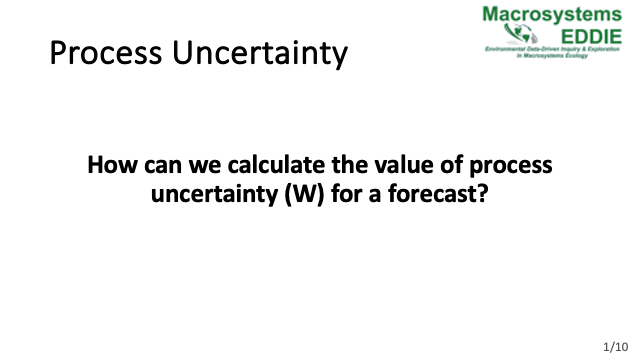 Macrosystems
EDDIE
Environmental Data-Driven Inquiry & Exploration
in Macrosystems Ecology
Process Uncertainty
How can we calculate the value of process
uncertainty (W) for a forecast?
1/10